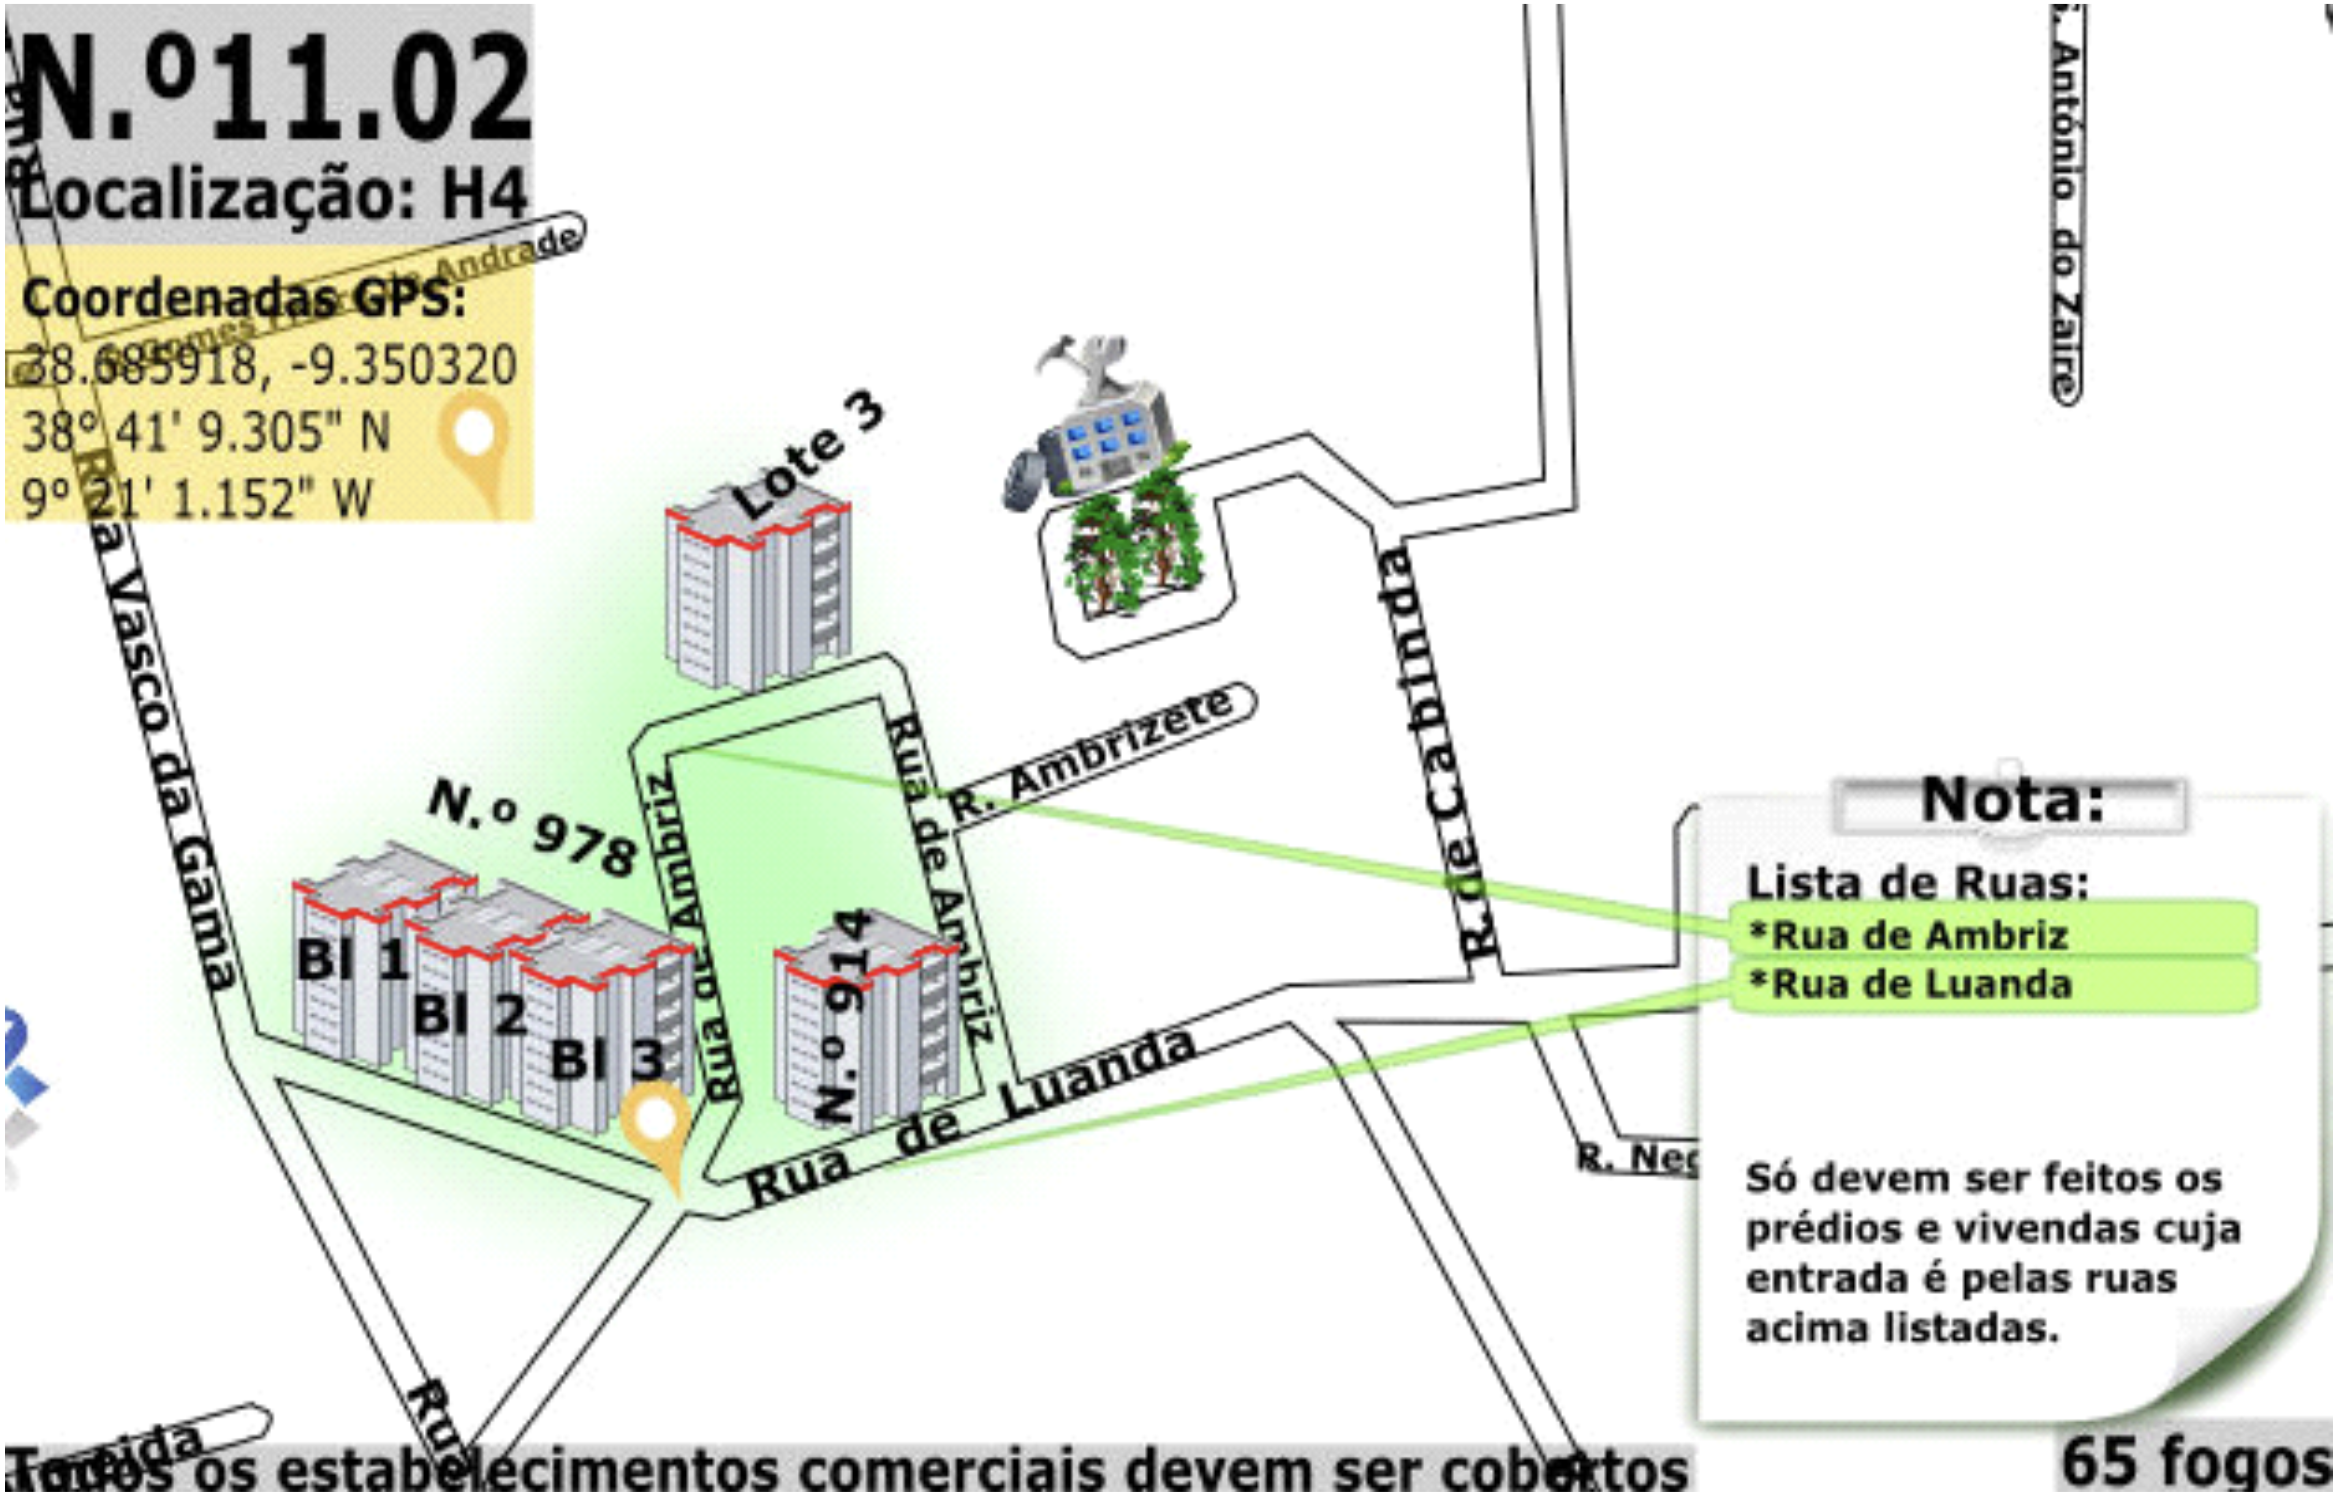 N.º11.02
Localização: H4
Coordenadas GPS:
38.685918, -9.350320
38º 41' 9.305" N
9º 21' 1.152" W
Rua
R. Gomes Freire de Andrade
Rua Vasco da Gama
S. António do Zaire
Lote 3
N.º 978
Bl 1
Bl 2
Bl 3
Rua de Ambriz
Rua de Ambriz
N.º 914
R. Ambrizete
R. de Cabinda
Rua de Luanda
R. Neg
Rua
Nota:
Lista de Ruas:
*Rua de Ambriz
*Rua de Luanda
Só devem ser feitos os
prédios e vivendas cuja
entrada é pelas ruas
acima listadas.
Todos os estabelecimentos comerciais devem ser cobertos
65 fogos